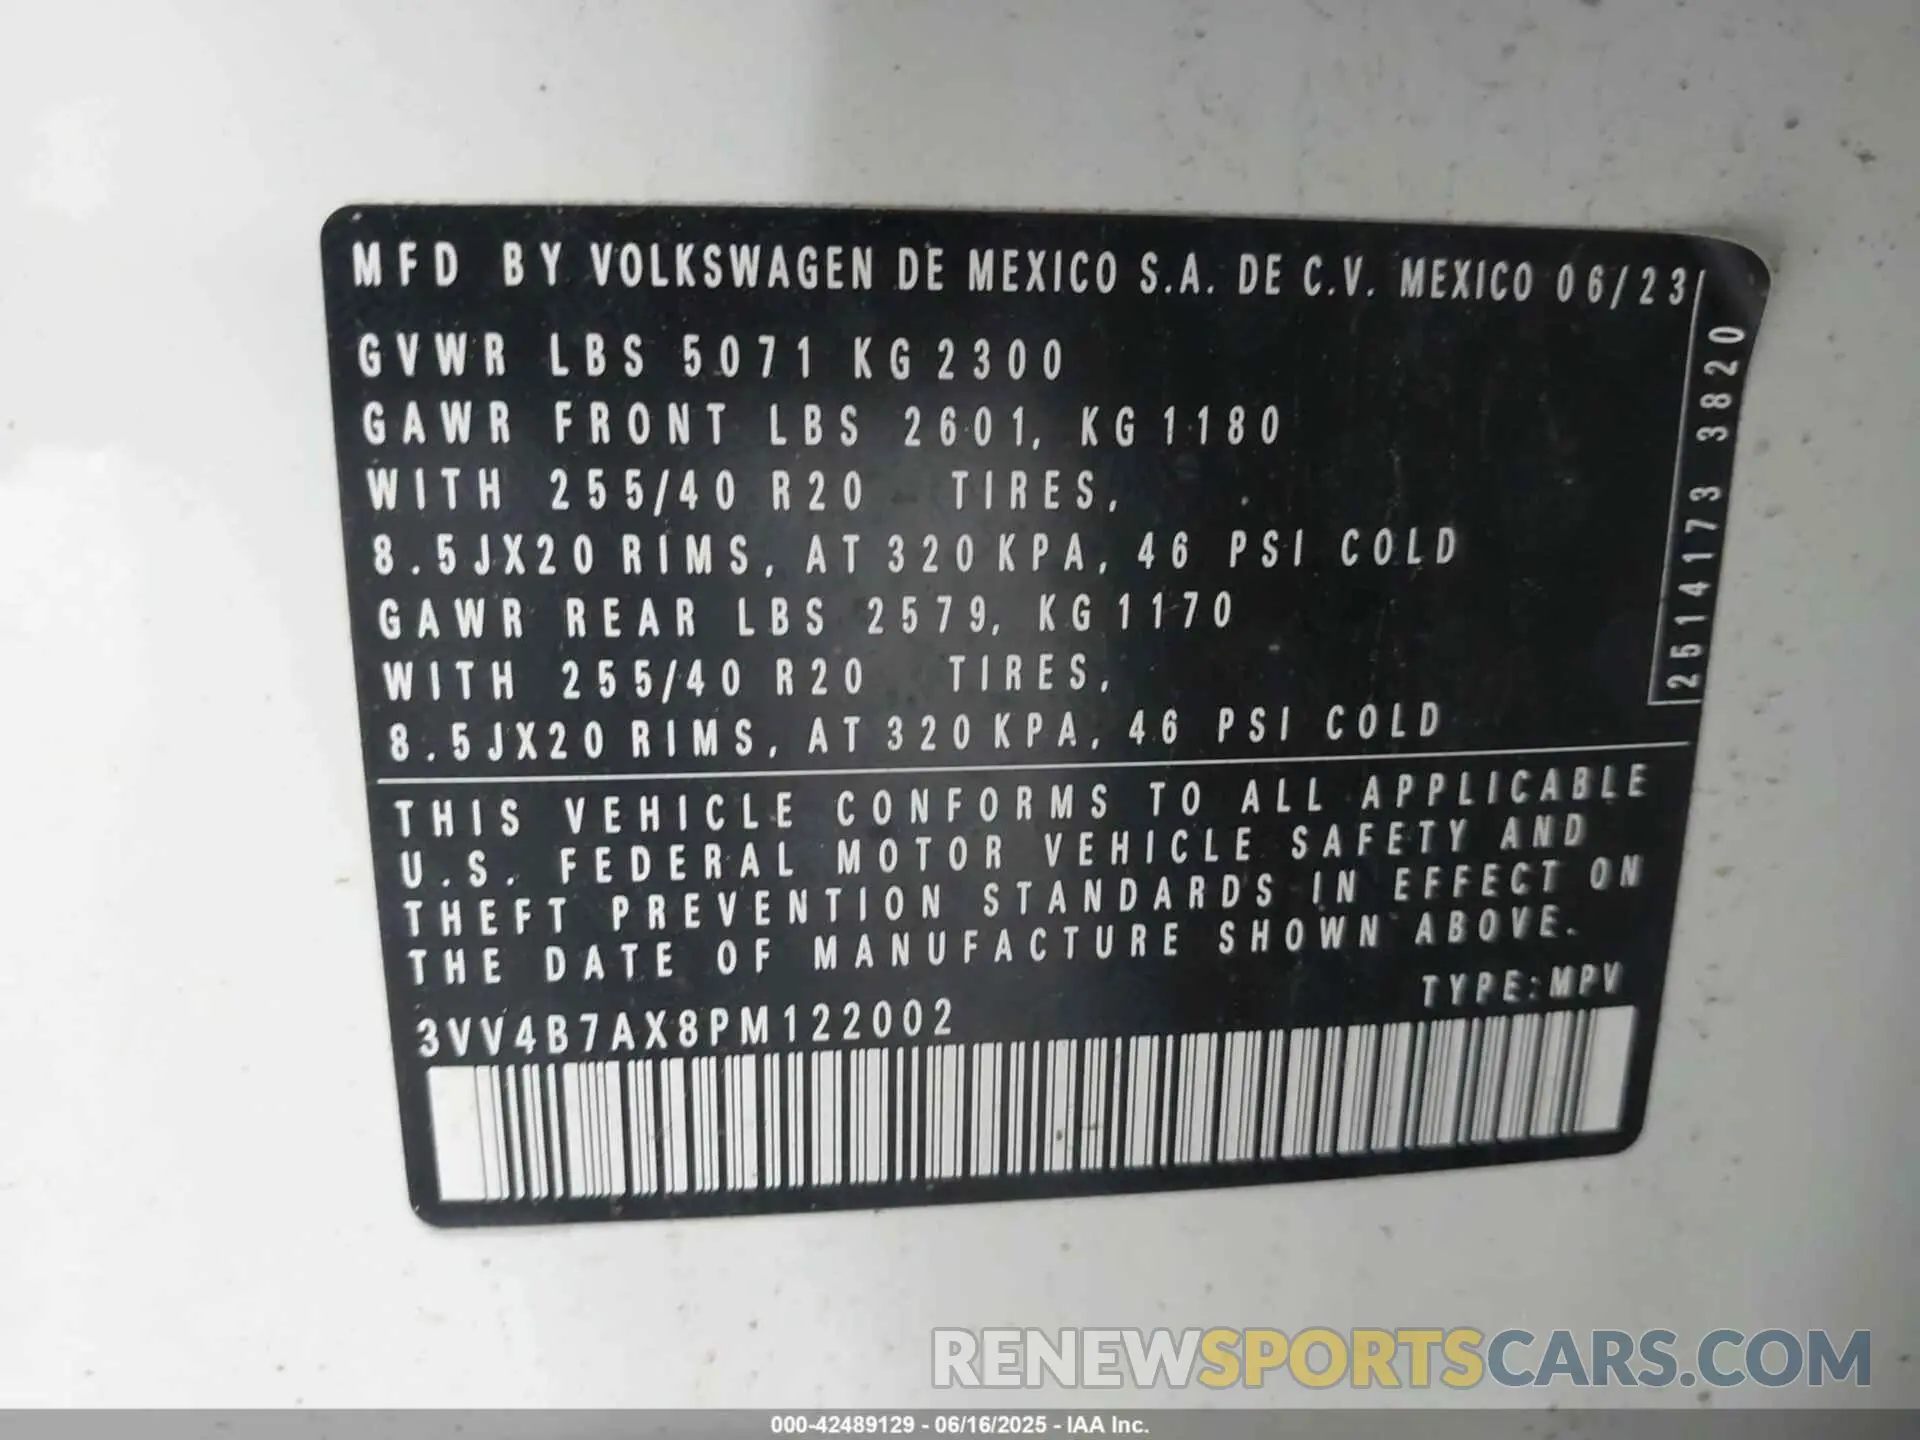 MFD BY VOLKSWAGEN DE MEXICO S.A. DE C.V. MEXICO 06/23
GVWR LBS 5071 KG 2300
GAWR FRONT LBS 2601, KG 1180
WITH 255/40 R20 TIRES,
8.5JX20 RIMS, AT 320 KPA, 46 PSI COLD
GAWR REAR LBS 2579, KG 1170
WITH 255/40 R20 TIRES,
8.5JX20 RIMS, AT 320 KPA, 46 PSI COLD
2514173 3820
THIS VEHICLE CONFORMS TO ALL APPLICABLE
U.S. FEDERAL MOTOR VEHICLE SAFETY AND
THEFT PREVENTION STANDARDS IN EFFECT ON
THE DATE OF MANUFACTURE SHOWN ABOVE.
TYPE:MPV
3VV4B7AX8PM122002
RENEWSPORTSCARS.COM
000-42489129 - 06/16/2025 - IAA Inc.